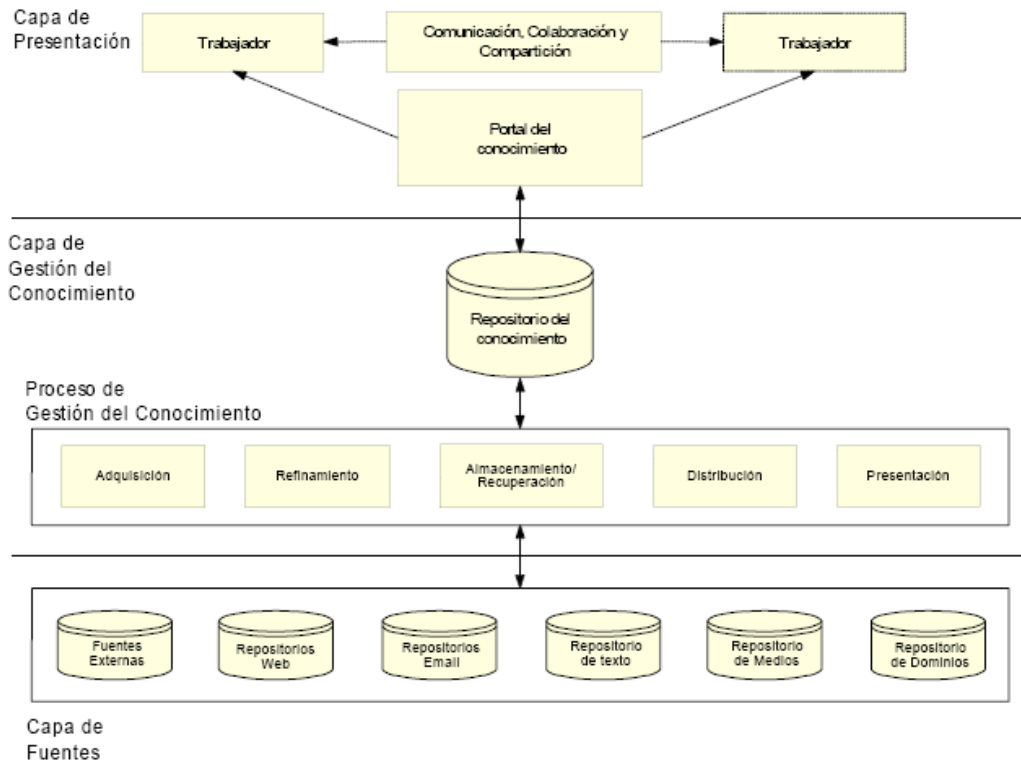 Capa de
Presentación
Trabajador
Comunicación, Colaboración y
Compartición
Trabajador
Portal del
conocimiento
Capa de
Gestión del
Conocimiento
Repositorio del
conocimiento
Proceso de
Gestión del Conocimiento
Adquisición
Refinamiento
Almacenamiento/
Recuperación
Distribución
Presentación
Fuentes
Externas
Repositorios
Web
Repositorios
Email
Repositorio
de texto
Repositorio
de Medios
Repositorio
de Dominios
Capa de
Fuentes